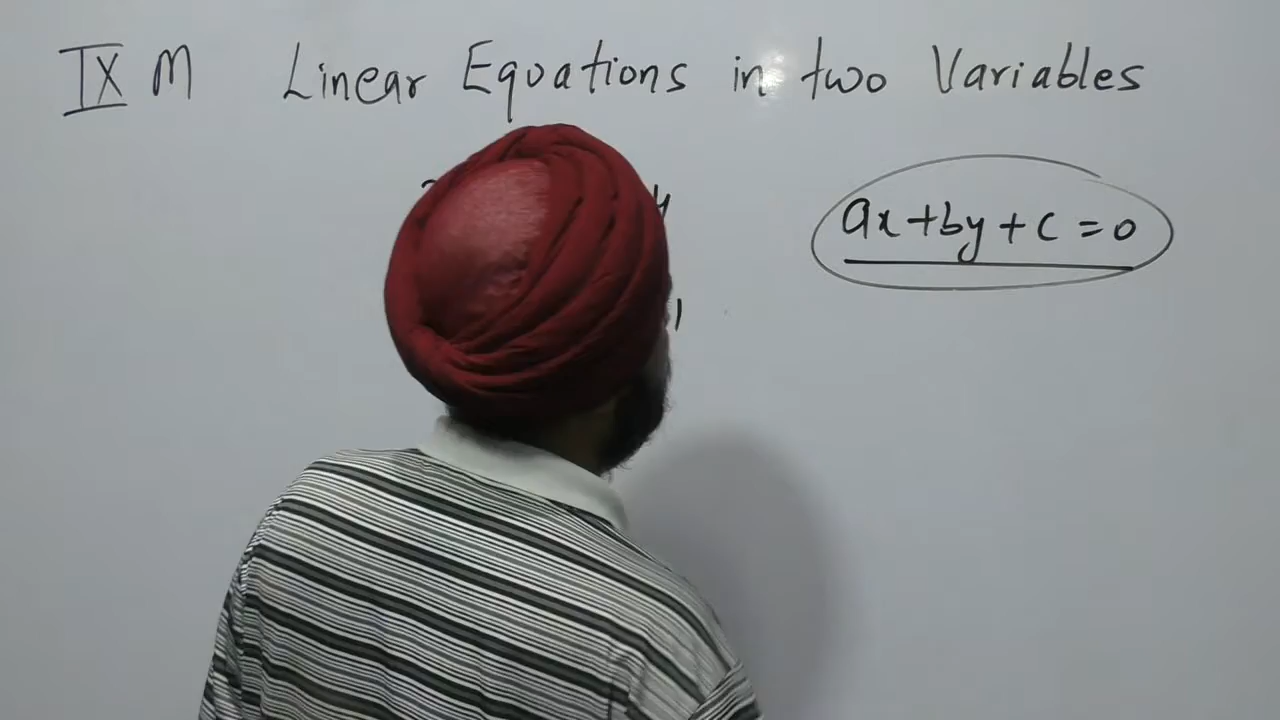 IX M Linear Equations in two Variables
ax+by+c=0